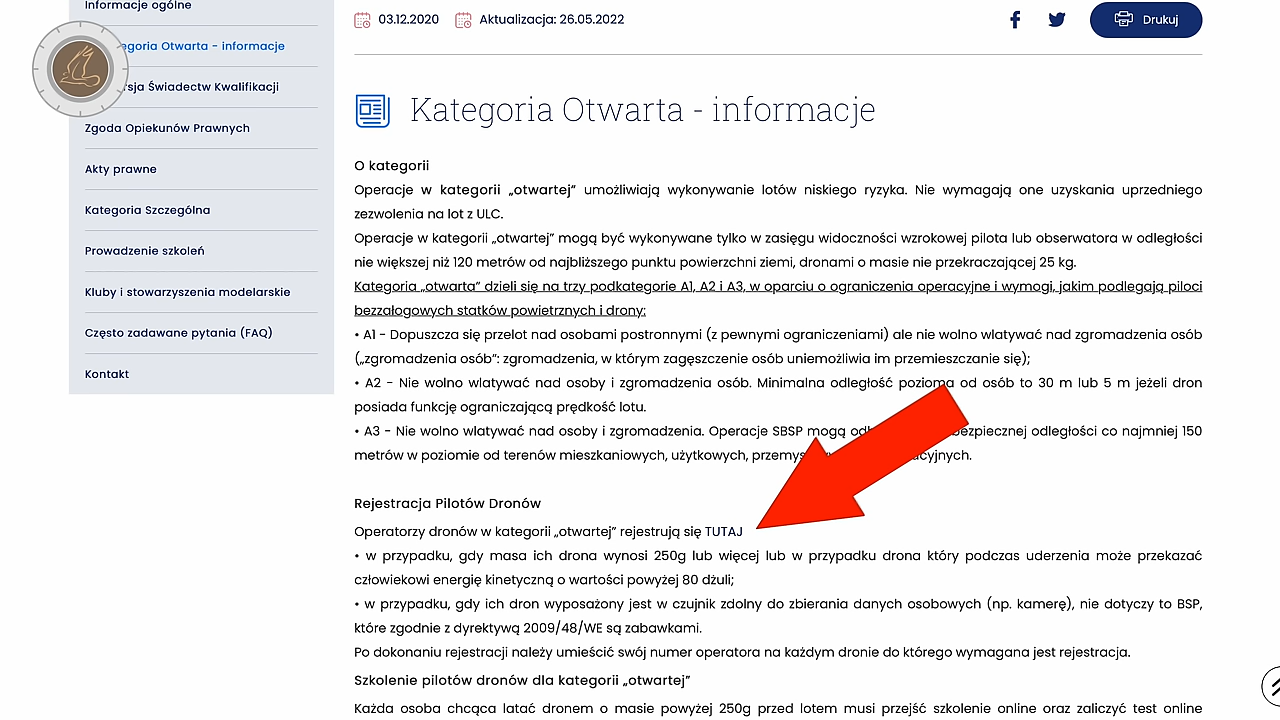 Informacje ogólne
egoria Otwarta - informacje
rsja Świadectw Kwalifikacji
Zgoda Opiekunów Prawnych
Akty prawne
Kategoria Szczególna
Prowadzenie szkoleń
Kluby i stowarzyszenia modelarskie
Często zadawane pytania (FAQ)
Kontakt
03.12.2020 Aktualizacja: 26.05.2022
Drukuj
Kategoria Otwarta - informacje
O kategorii
Operacje w kategorii „otwartej” umożliwiają wykonywanie lotów niskiego ryzyka. Nie wymagają one uzyskania uprzedniego
zezwolenia na lot z ULC.
Operacje w kategorii „otwartej” mogą być wykonywane tylko w zasięgu widoczności wzrokowej pilota lub obserwatora w odległości
nie większej niż 120 metrów od najbliższego punktu powierzchni ziemi, dronami o masie nie przekraczającej 25 kg.
Kategoria „otwarta” dzieli się na trzy podkategorie A1, A2 i A3, w oparciu o ograniczenia operacyjne i wymogi, jakim podlegają piloci
bezzałogowych statków powietrznych i drony:
• A1 - Dopuszcza się przelot nad osobami postronnymi (z pewnymi ograniczeniami) ale nie wolno wlatywać nad zgromadzenia osób
(„zgromadzenia osób”: zgromadzenia, w którym zagęszczenie osób uniemożliwia im przemieszczanie się);
• A2 - Nie wolno wlatywać nad osoby i zgromadzenia osób. Minimalna odległość pozioma od osób to 30 m lub 5 m jeżeli dron
posiada funkcję ograniczającą prędkość lotu.
• A3 - Nie wolno wlatywać nad osoby i zgromadzenia. Operacje SBSP mogą od ezpiecznej odległości co najmniej 150
metrów w poziomie od terenów mieszkaniowych, użytkowych, przemys cyjnych.
Rejestracja Pilotów Dronów
Operatorzy dronów w kategorii „otwartej” rejestrują się TUTAJ
• w przypadku, gdy masa ich drona wynosi 250g lub więcej lub w przypadku drona który podczas uderzenia może przekazać
człowiekowi energię kinetyczną o wartości powyżej 80 dżuli;
• w przypadku, gdy ich dron wyposażony jest w czujnik zdolny do zbierania danych osobowych (np. kamerę), nie dotyczy to BSP,
które zgodnie z dyrektywą 2009/48/WE są zabawkami.
Po dokonaniu rejestracji należy umieścić swój numer operatora na każdym dronie do którego wymagana jest rejestracja.
Szkolenie pilotów dronów dla kategorii „otwartej”
Każda osoba chcąca latać dronem o masie powyżej 250g przed lotem musi przejść szkolenie online oraz zaliczyć test online